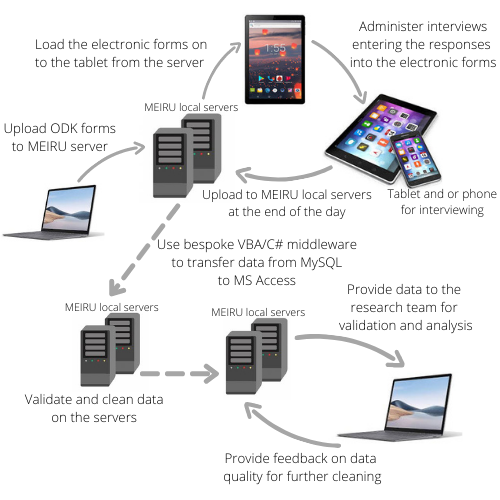 Load the electronic forms on
to the tablet from the server
1:55
Administer interviews
entering the responses
into the electronic forms
MEIRU local servers
Upload ODK forms
to MEIRU server
Upload to MEIRU local servers
at the end of the day
Tablet and or phone
for interviewing
Use bespoke VBA/C# middleware
to transfer data from MySQL
to MS Access
MEIRU local servers
MEIRU local servers
Provide data to the
research team for
validation and analysis
Validate and clean data
on the servers
Provide feedback on data
quality for further cleaning